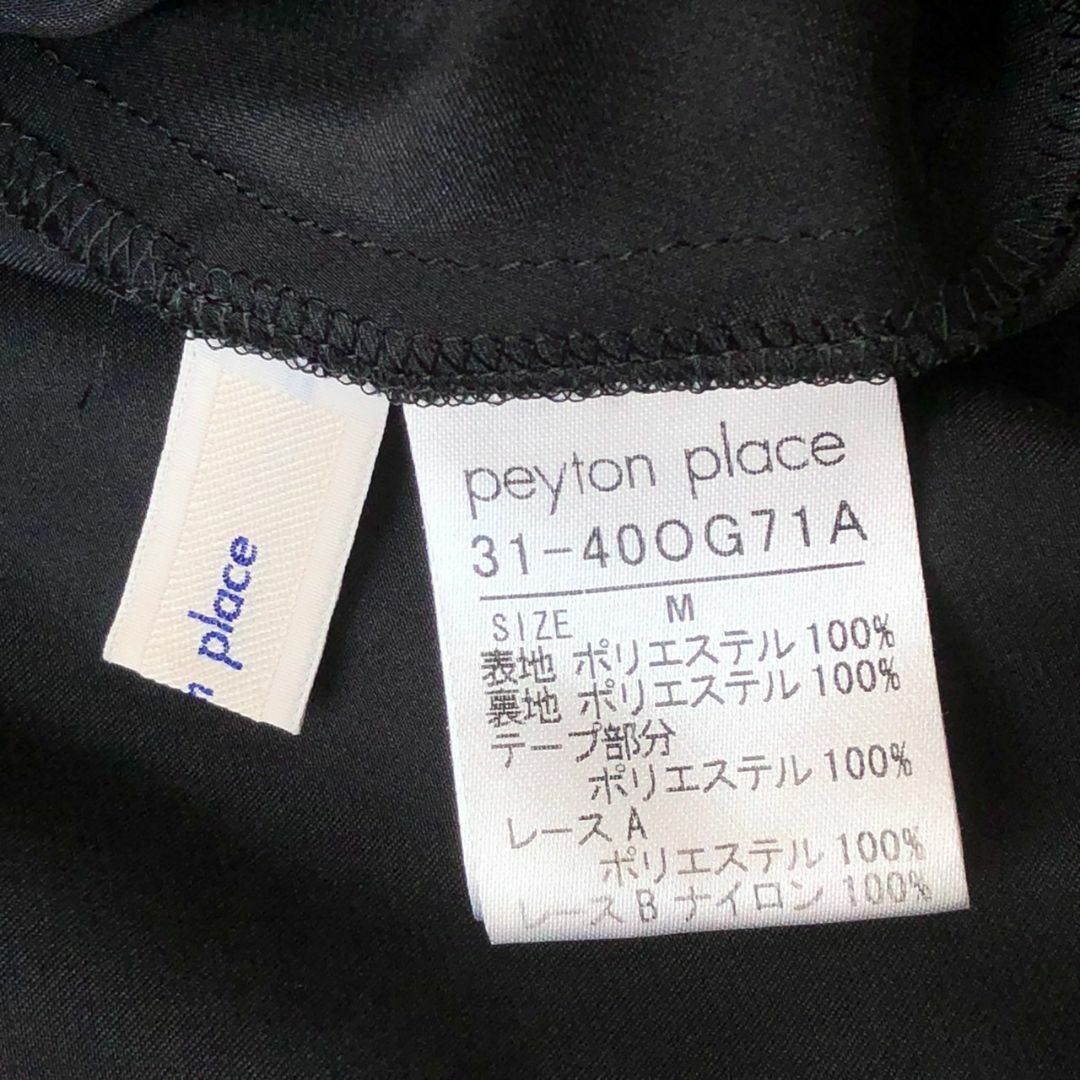 n place
peyton place
31-40OG71A
SIZE M
表地 ポリエステル 100%
裏地 ポリエステル 100%
テープ部分
ポリエステル 100%
レース A
ポリエステル 100%
レース B ナイロン 100%